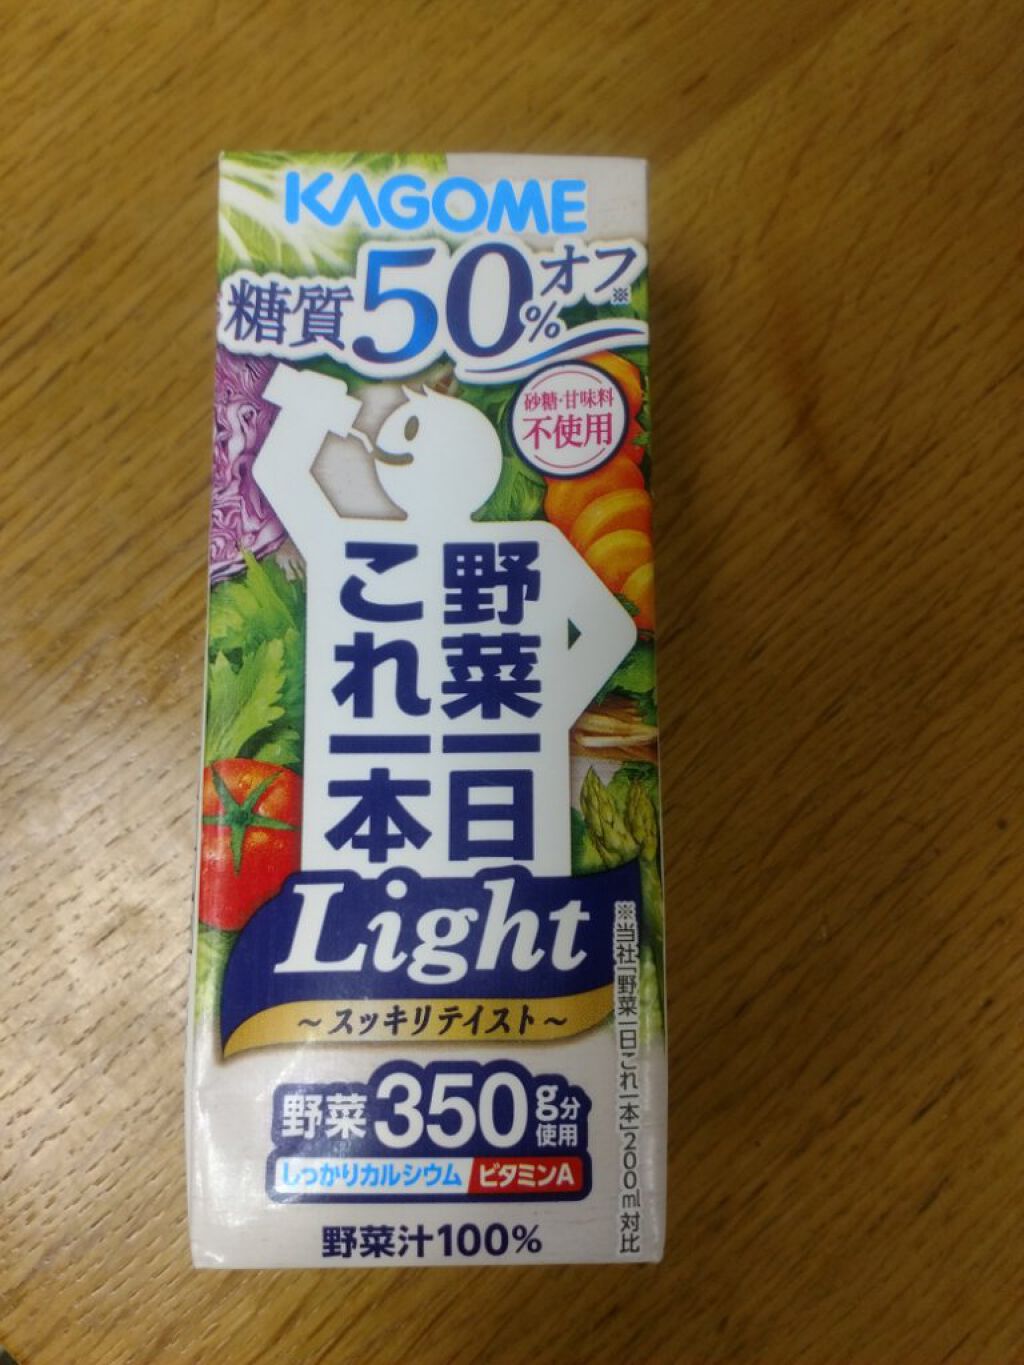 KAGOME
糖質50%オフ※
砂糖・甘味料
不使用
野菜一日
これ一本
Light
～スッキリテイスト～
野菜350g分
使用
しっかりカルシウム ビタミンA
野菜汁100%
※当社「野菜一日これ一本」200ml対比